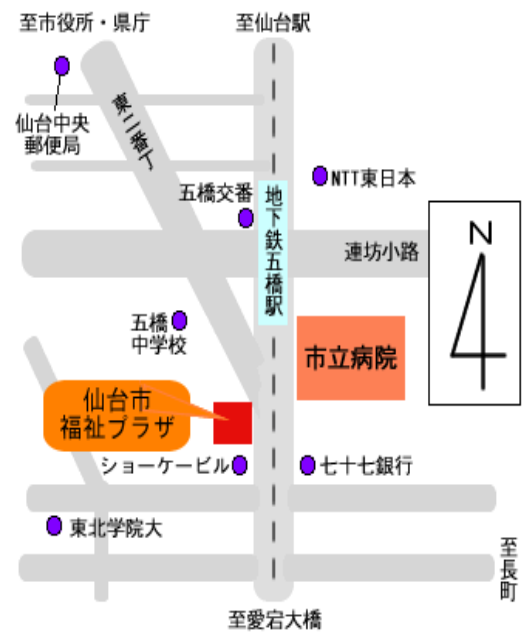 至市役所・県庁
至仙台駅
仙台中央
郵便局
東二番丁
五橋交番
地下鉄五橋駅
NTT東日本
連坊小路
N
五橋
中学校
市立病院
仙台市
福祉プラザ
ショーケービル
七十七銀行
東北学院大
至長町
至愛宕大橋